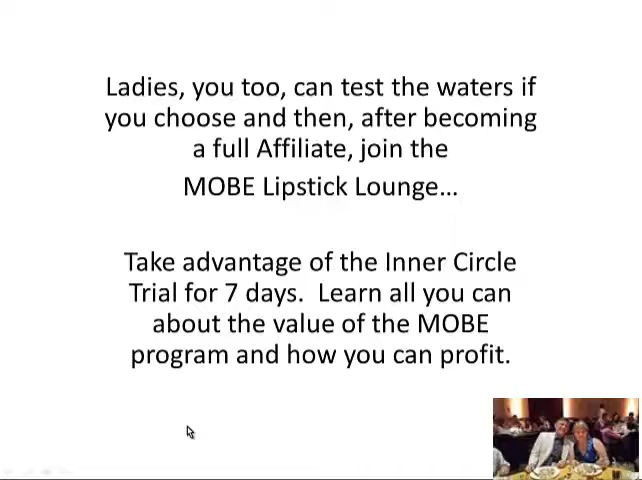 Ladies, you too, can test the waters if
you choose and then, after becoming
a full Affiliate, join the
MOBE Lipstick Lounge…
Take advantage of the Inner Circle
Trial for 7 days.  Learn all you can
about the value of the MOBE
program and how you can profit.